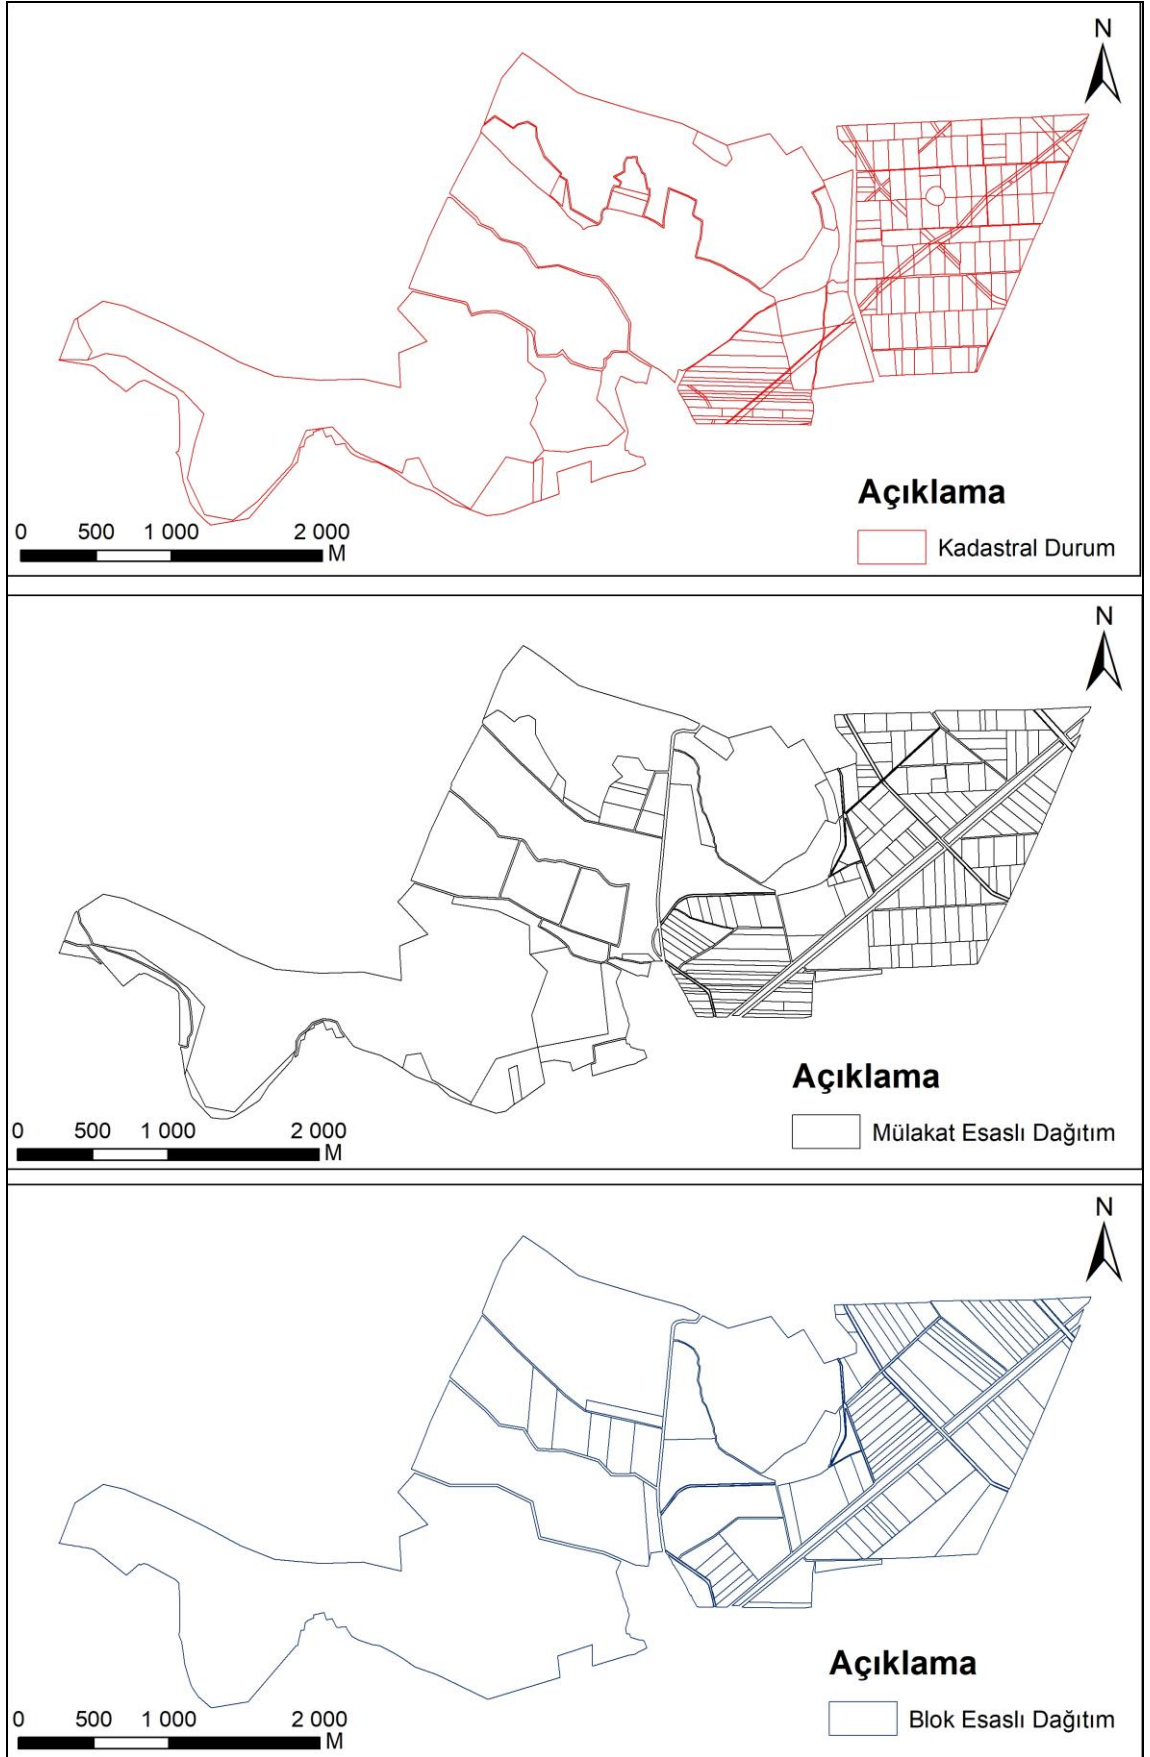 N
Açıklama
0 500 1 000 2 000
M
Kadastral Durum
N
Açıklama
0 500 1 000 2 000
M
Mülakat Esaslı Dağıtım
N
Açıklama
0 500 1 000 2 000
M
Blok Esaslı Dağıtım